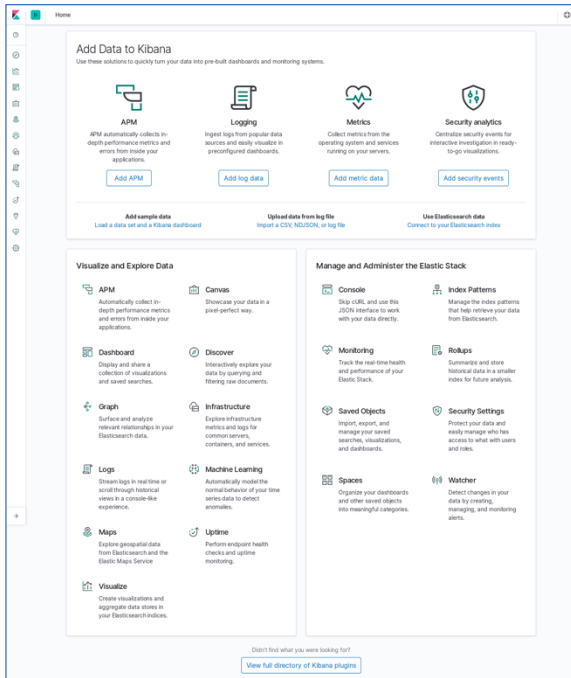 D
Home
Add Data to Kibana
Use these solutions to quickly turn your data into pre-built dashboards and monitoring systems.
APM
APM automatically collects in-
depth performance metrics and
errors from inside your
applications.
Add APM
Logging
Ingest logs from popular data
sources and easily visualize in
preconfigured dashboards.
Add log data
Metrics
Collect metrics from the
operating system and services
running on your servers.
Add metric data
Security analytics
Centralize security events for
interactive investigation in ready-
to-go visualizations.
Add security events
Add sample data
Load a data set and a Kibana dashboard
Upload data from log file
Import a CSV, NDJSON, or log file
Use Elasticsearch data
Connect to your Elasticsearch index
Visualize and Explore Data
APM
Automatically collect in-
depth performance metrics
and errors from inside your
applications.
Canvas
Showcase your data in a
pixel-perfect way.
Dashboard
Display and share a
collection of visualizations
and saved searches.
Discover
Interactively explore your
data by querying and
filtering raw documents.
Graph
Surface and analyze
relevant relationships in your
Elasticsearch data.
Infrastructure
Explore infrastructure
metrics and logs for
common servers,
containers, and services.
Logs
Stream logs in real time or
scroll through historical
views in a console-like
experience.
Machine Learning
Automatically model the
normal behavior of your time
series data to detect
anomalies.
Maps
Explore geospatial data
from Elasticsearch and the
Elastic Maps Service
Uptime
Perform endpoint health
checks and uptime
monitoring.
Visualize
Create visualizations and
aggregate data stores in
your Elasticsearch indices.
Manage and Administer the Elastic Stack
Console
Skip cURL and use this
JSON interface to work
with your data directly.
Index Patterns
Manage the index patterns
that help retrieve your data
from Elasticsearch.
Monitoring
Track the real-time health
and performance of your
Elastic Stack.
Rollups
Summarize and store
historical data in a smaller
index for future analysis.
Saved Objects
Import, export, and
manage your saved
searches, visualizations,
and dashboards.
Security Settings
Protect your data and
easily manage who has
access to what with users
and roles.
Spaces
Organize your dashboards
and other saved objects
into meaningful categories.
Watcher
Detect changes in your
data by creating,
managing, and monitoring
alerts.
Didn't find what you were looking for?
View full directory of Kibana plugins